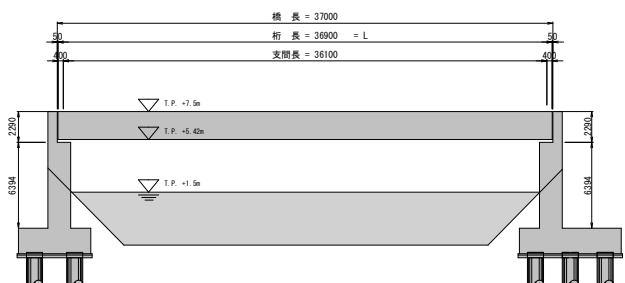 橋 長 = 37000
50 桁 長 = 36900 = L 50
400 支間長 = 36100 400
T.P. +7.5m
2290 2290
T.P. +5.42m
6394 6394
T.P. +1.5m